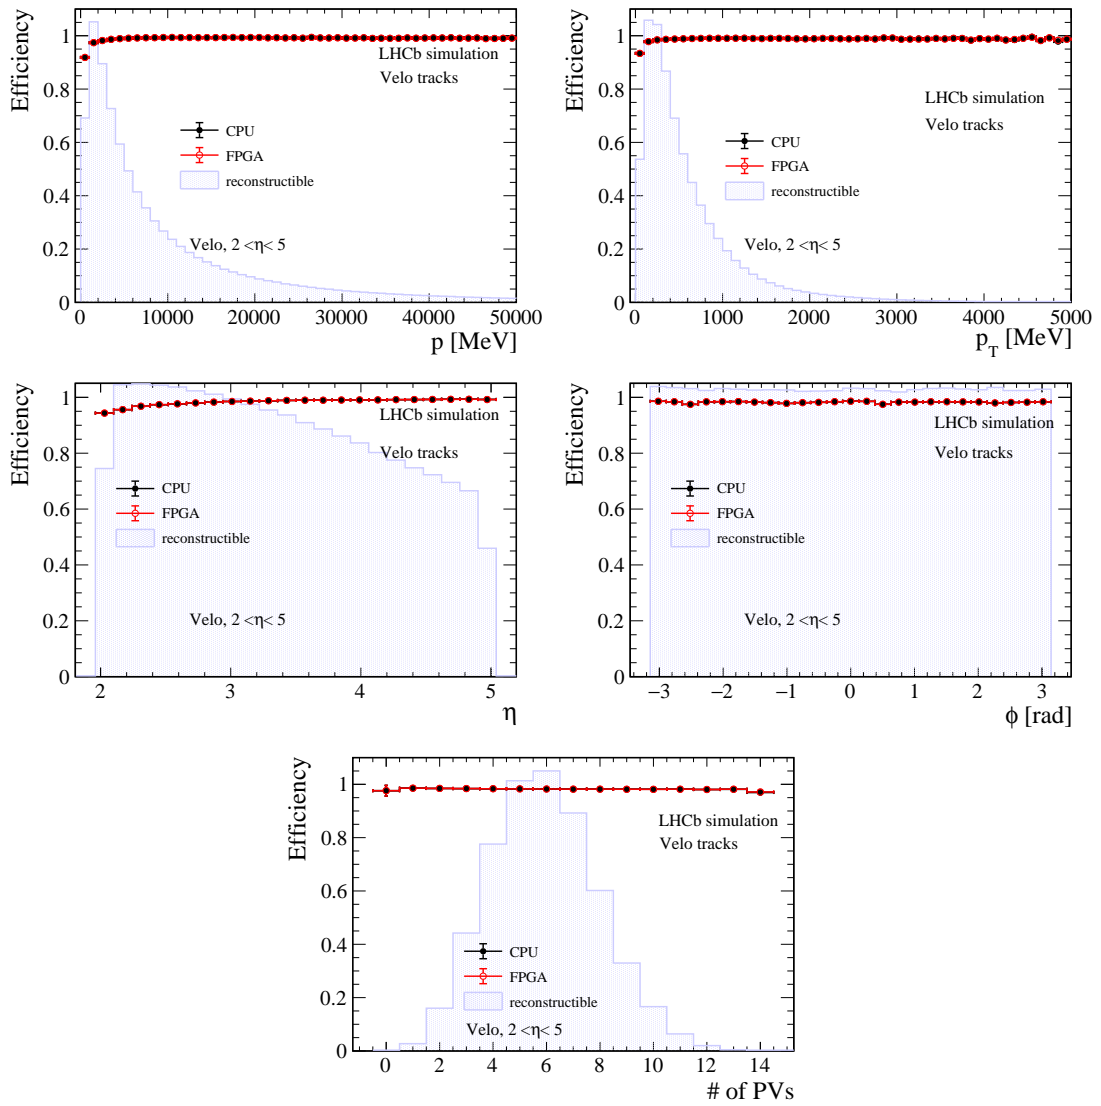 Efficiency
1
0.8
0.6
0.4
0.2
0
LHCb simulation
Velo tracks
CPU
FPGA
reconstructible
Velo, 2 <η< 5
0 10000 20000 30000 40000 50000
p [MeV]
Efficiency
1
0.8
0.6
0.4
0.2
0
LHCb simulation
Velo tracks
CPU
FPGA
reconstructible
Velo, 2 <η< 5
0 1000 2000 3000 4000 5000
p_T [MeV]
Efficiency
1
0.8
0.6
0.4
0.2
0
LHCb simulation
Velo tracks
CPU
FPGA
reconstructible
Velo, 2 <η< 5
2 3 4 5
η
Efficiency
1
0.8
0.6
0.4
0.2
0
LHCb simulation
Velo tracks
CPU
FPGA
reconstructible
Velo, 2 <η< 5
−3 −2 −1 0 1 2 3
ϕ [rad]
Efficiency
1
0.8
0.6
0.4
0.2
0
LHCb simulation
Velo tracks
CPU
FPGA
reconstructible
Velo, 2 <η< 5
0 2 4 6 8 10 12 14
# of PVs